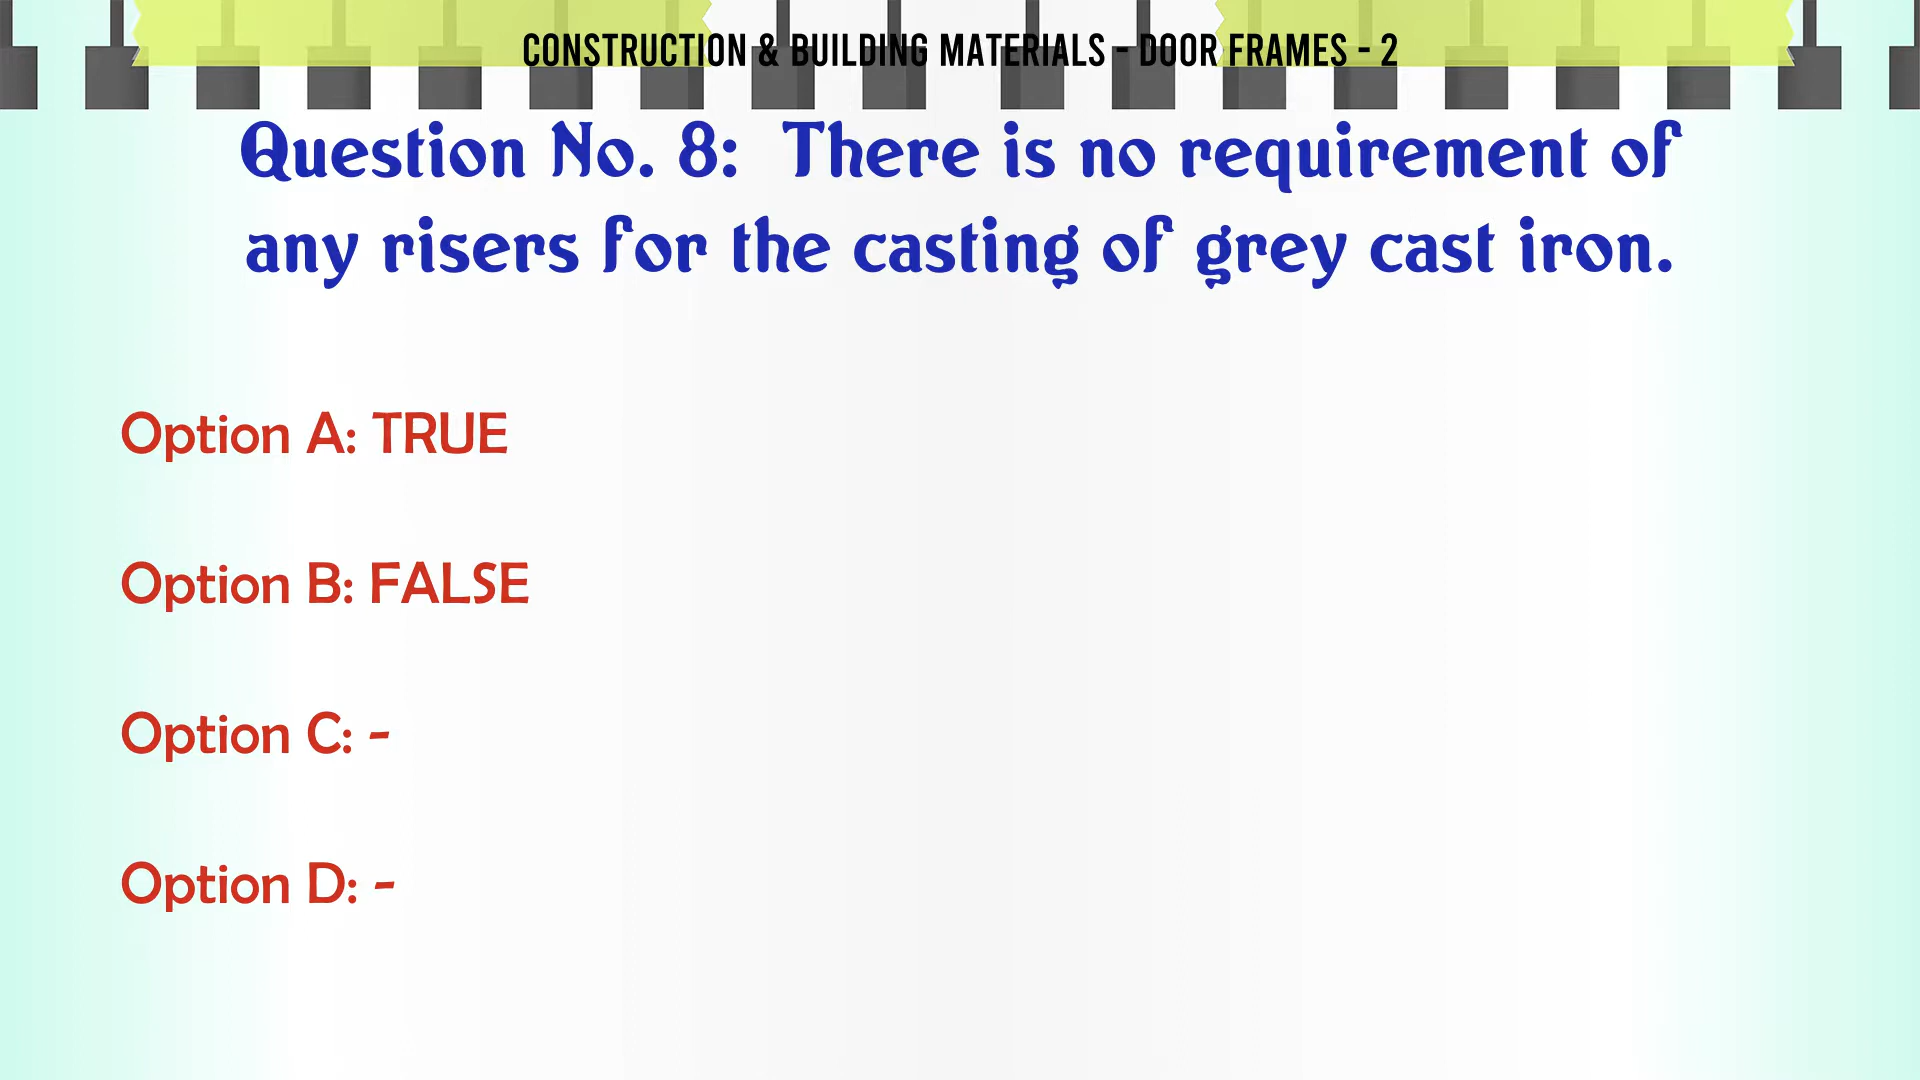 CONSTRUCTION & BUILDING MATERIALS - DOOR FRAMES - 2
Question No. 8: There is no requirement of
any risers for the casting of grey cast iron.
Option A: TRUE
Option B: FALSE
Option C: -
Option D: -